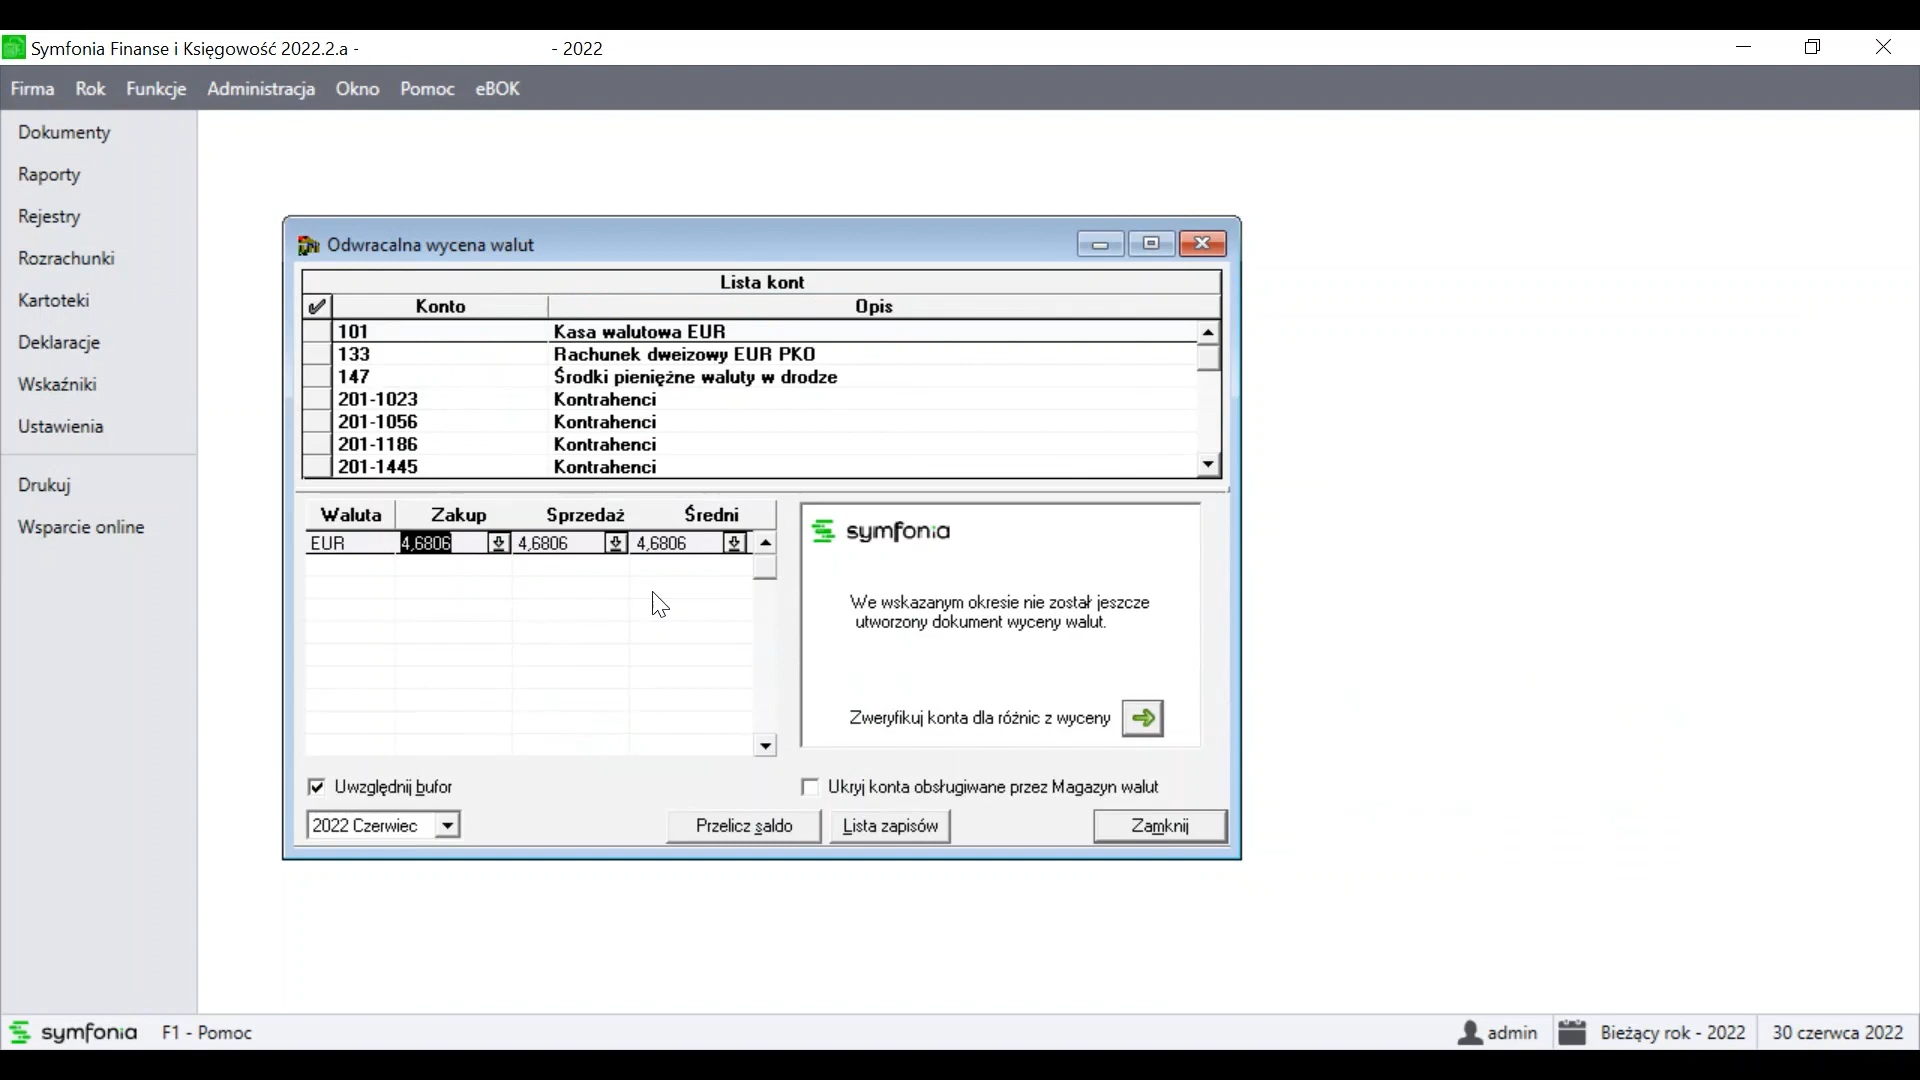 Symfonia Finanse i Księgowość 2022.2.a - - 2022
Firma Rok Funkcje Administracja Okno Pomoc eBOK
Dokumenty
Raporty
Rejestry
Rozrachunki
Kartoteki
Deklaracje
Wskaźniki
Ustawienia
Drukuj
Wsparcie online
Odwracalna wycena walut
Lista kont
Konto Opis
101 Kasa walutowa EUR
133 Rachunek dweizowy EUR PKO
147 Środki pieniężne waluty w drodze
201-1023 Kontrahenci
201-1056 Kontrahenci
201-1186 Kontrahenci
201-1445 Kontrahenci
Waluta Zakup Sprzedaż Średni
EUR 4,6806 4,6806 4,6806
symfonia
We wskazanym okresie nie został jeszcze
utworzony dokument wyceny walut.
Zweryfikuj konta dla różnic z wyceny
Uwzględnij bufor
Ukryj konta obsługiwane przez Magazyn walut
2022 Czerwiec
Przelicz saldo
Lista zapisów
Zamknij
symfonia F1 - Pomoc
admin Bieżący rok - 2022 30 czerwca 2022